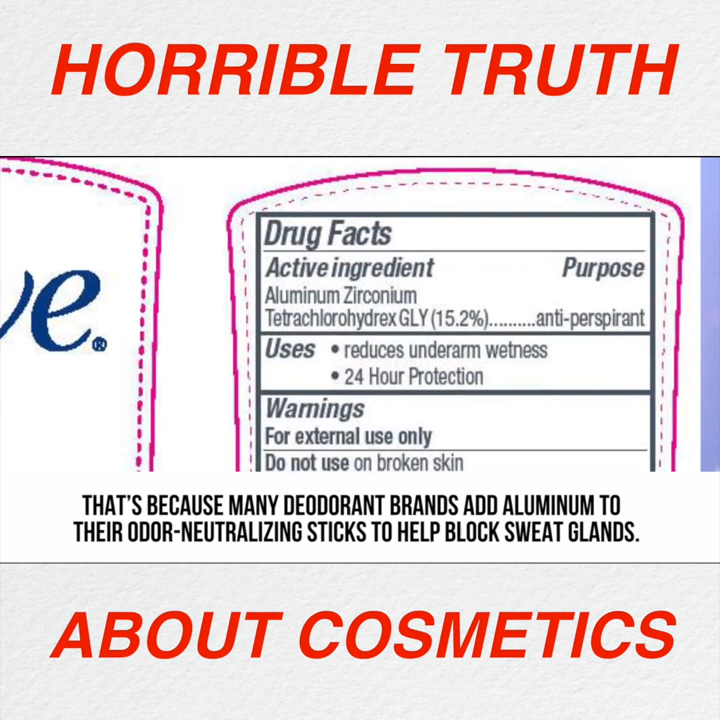 HORRIBLE TRUTH
ve®
Drug Facts
Active ingredient Purpose
Aluminum Zirconium
Tetrachlorohydrex GLY (15.2%)..........anti-perspirant
Uses • reduces underarm wetness
• 24 Hour Protection
Warnings
For external use only
Do not use on broken skin
THAT'S BECAUSE MANY DEODORANT BRANDS ADD ALUMINUM TO
THEIR ODOR-NEUTRALIZING STICKS TO HELP BLOCK SWEAT GLANDS.
ABOUT COSMETICS